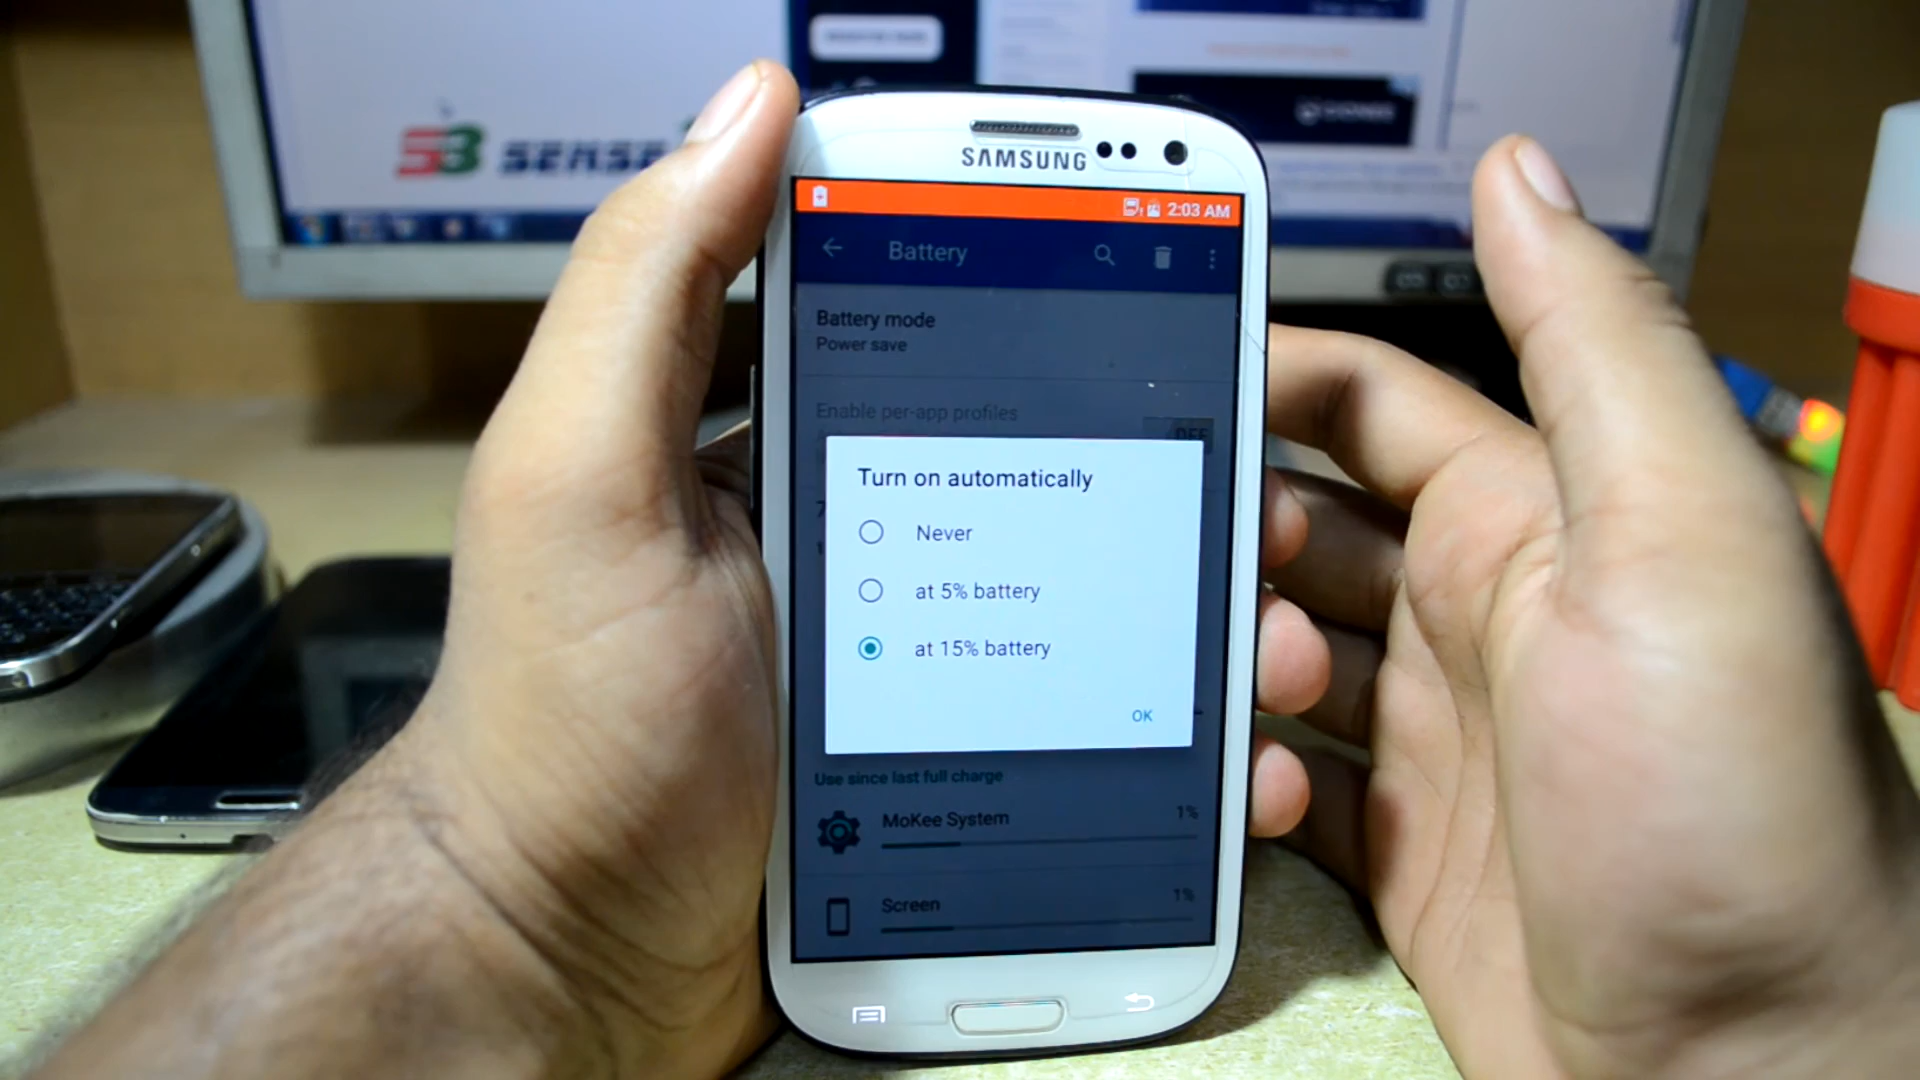 SAMSUNG
2:03 AM
Battery
Battery mode
Power save
Enable per-app profiles
OFF
Turn on automatically
Never
at 5% battery
at 15% battery
OK
Use since last full charge
MoKee System
1%
Screen
1%